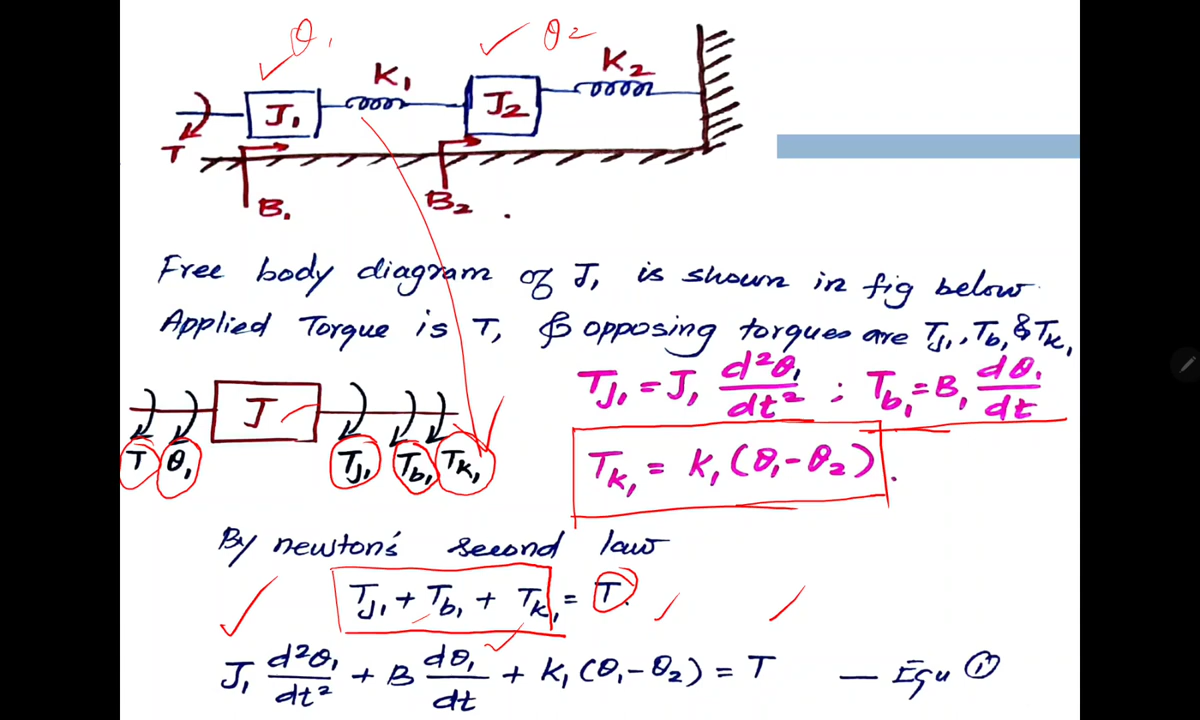 θ₁ θ₂
K₁ K₂
J₁ J₂
T
B₁ B₂
Free body diagram of J₁ is shown in fig below.
Applied Torque is T, & opposing torques are Tj₁, Tb₁ & Tk₁
Tj₁ = J₁ d²θ₁/dt² ; Tb₁ = B₁ dθ₁/dt
J
T θ₁ Tj₁ Tb₁ Tk₁
Tk₁ = K₁ (θ₁ - θ₂).
By newton's second law
Tj₁ + Tb₁ + Tk₁ = T.
J₁ d²θ₁/dt² + B dθ₁/dt + K₁ (θ₁ - θ₂) = T — Equ ①